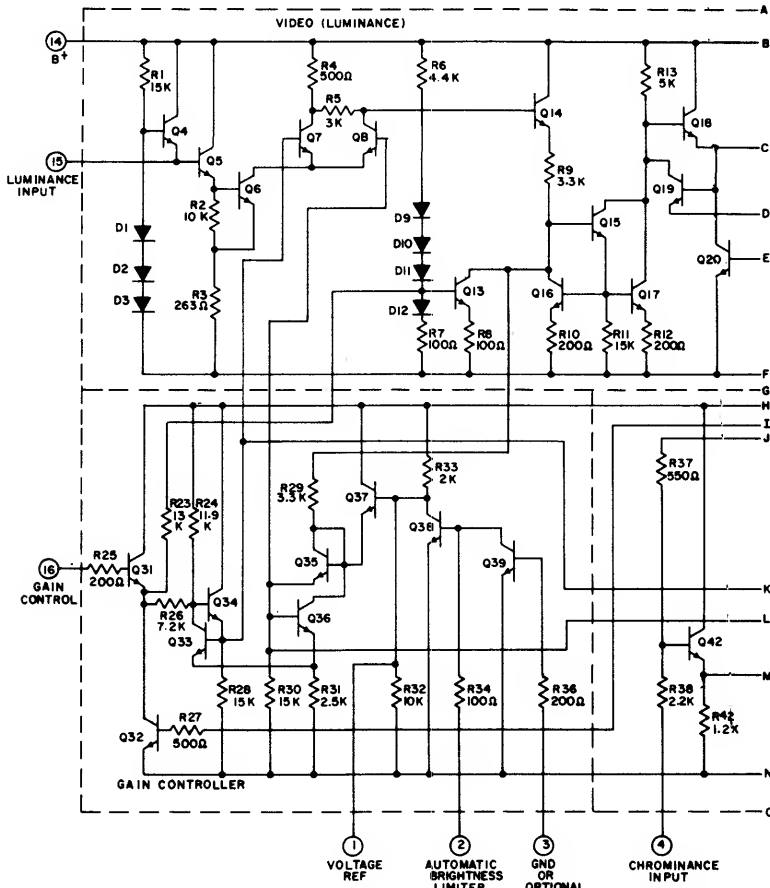 VIDEO (LUMINANCE)
A
14
B+
B
R1
15K
R4
500Ω
R6
4.4K
R13
5K
Q4
R5
3K
Q14
Q18
15
LUMINANCE
INPUT
Q5
Q7
Q8
C
Q6
R9
3.3K
Q19
R2
10K
D
D1
D9
Q15
D10
Q20
E
D2
D11
Q13
Q16
Q17
D3
R3
263Ω
D12
R7
100Ω
R8
100Ω
R10
200Ω
R11
15K
R12
200Ω
F
G
H
I
J
R23
13
K
R24
11.9
K
R29
3.3K
Q37
R33
2K
R37
550Ω
16
GAIN
CONTROL
R25
200Ω
Q31
Q38
Q39
R26
7.2K
Q34
Q35
K
Q33
Q36
L
Q42
R28
15K
R30
15K
R31
2.5K
R32
10K
R34
100Ω
R36
200Ω
R38
2.2K
M
R27
500Ω
Q32
1.2K
N
GAIN CONTROLLER
O
1
VOLTAGE
REF
2
AUTOMATIC
BRIGHTNESS
LIMITER
3
GND
OR
OPTIONAL
4
CHROMINANCE
INPUT